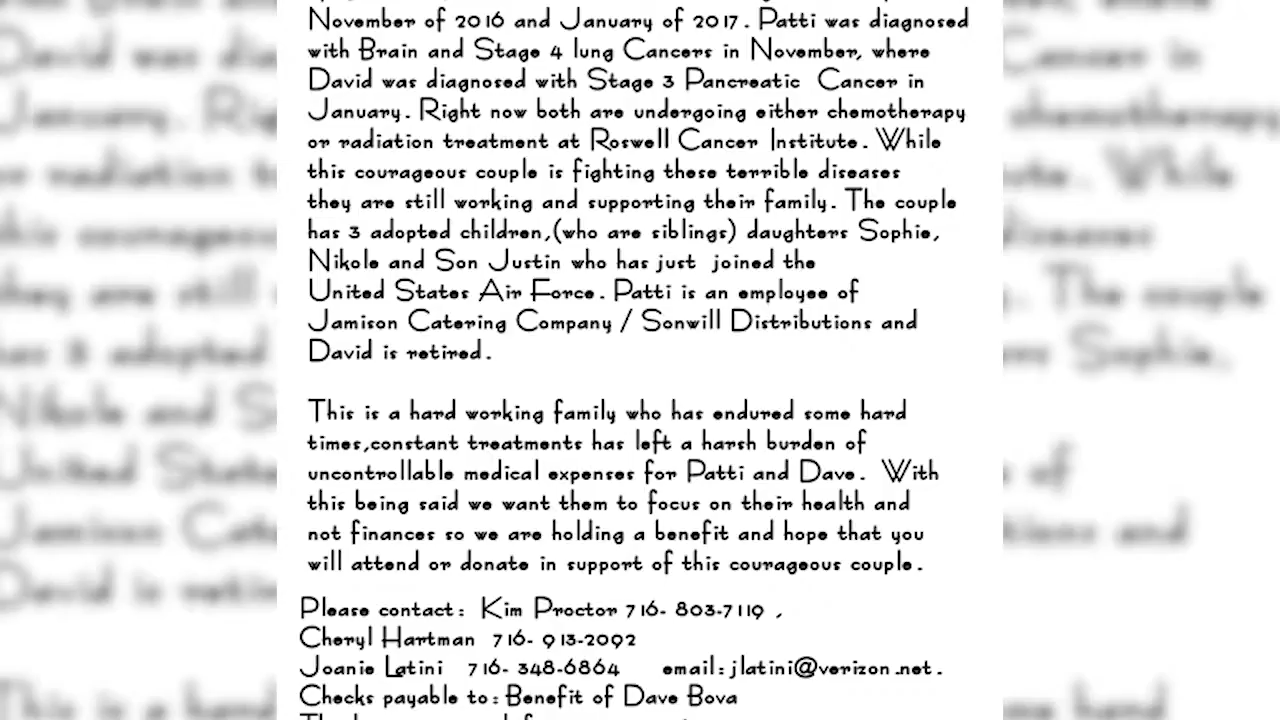 November of 2016 and January of 2017. Patti was diagnosed
with Brain and Stage 4 lung Cancers in November, where
David was diagnosed with Stage 3 Pancreatic Cancer in
January. Right now both are undergoing either chemotherapy
or radiation treatment at Roswell Cancer Institute. While
this courageous couple is fighting these terrible diseases
they are still working and supporting their family. The couple
has 3 adopted children,(who are siblings) daughters Sophie,
Nikole and Son Justin who has just joined the
United States Air Force. Patti is an employee of
Jamison Catering Company / Sonwill Distributions and
David is retired.
This is a hard working family who has endured some hard
times,constant treatments has left a harsh burden of
uncontrollable medical expenses for Patti and Dave. With
this being said we want them to focus on their health and
not finances so we are holding a benefit and hope that you
will attend or donate in support of this courageous couple.
Please contact: Kim Proctor 716- 803-7119 ,
Cheryl Hartman 716- 913-2092
Joanie Latini 716- 348-6864 email:jlatini@verizon.net.
Checks payable to: Benefit of Dave Bova